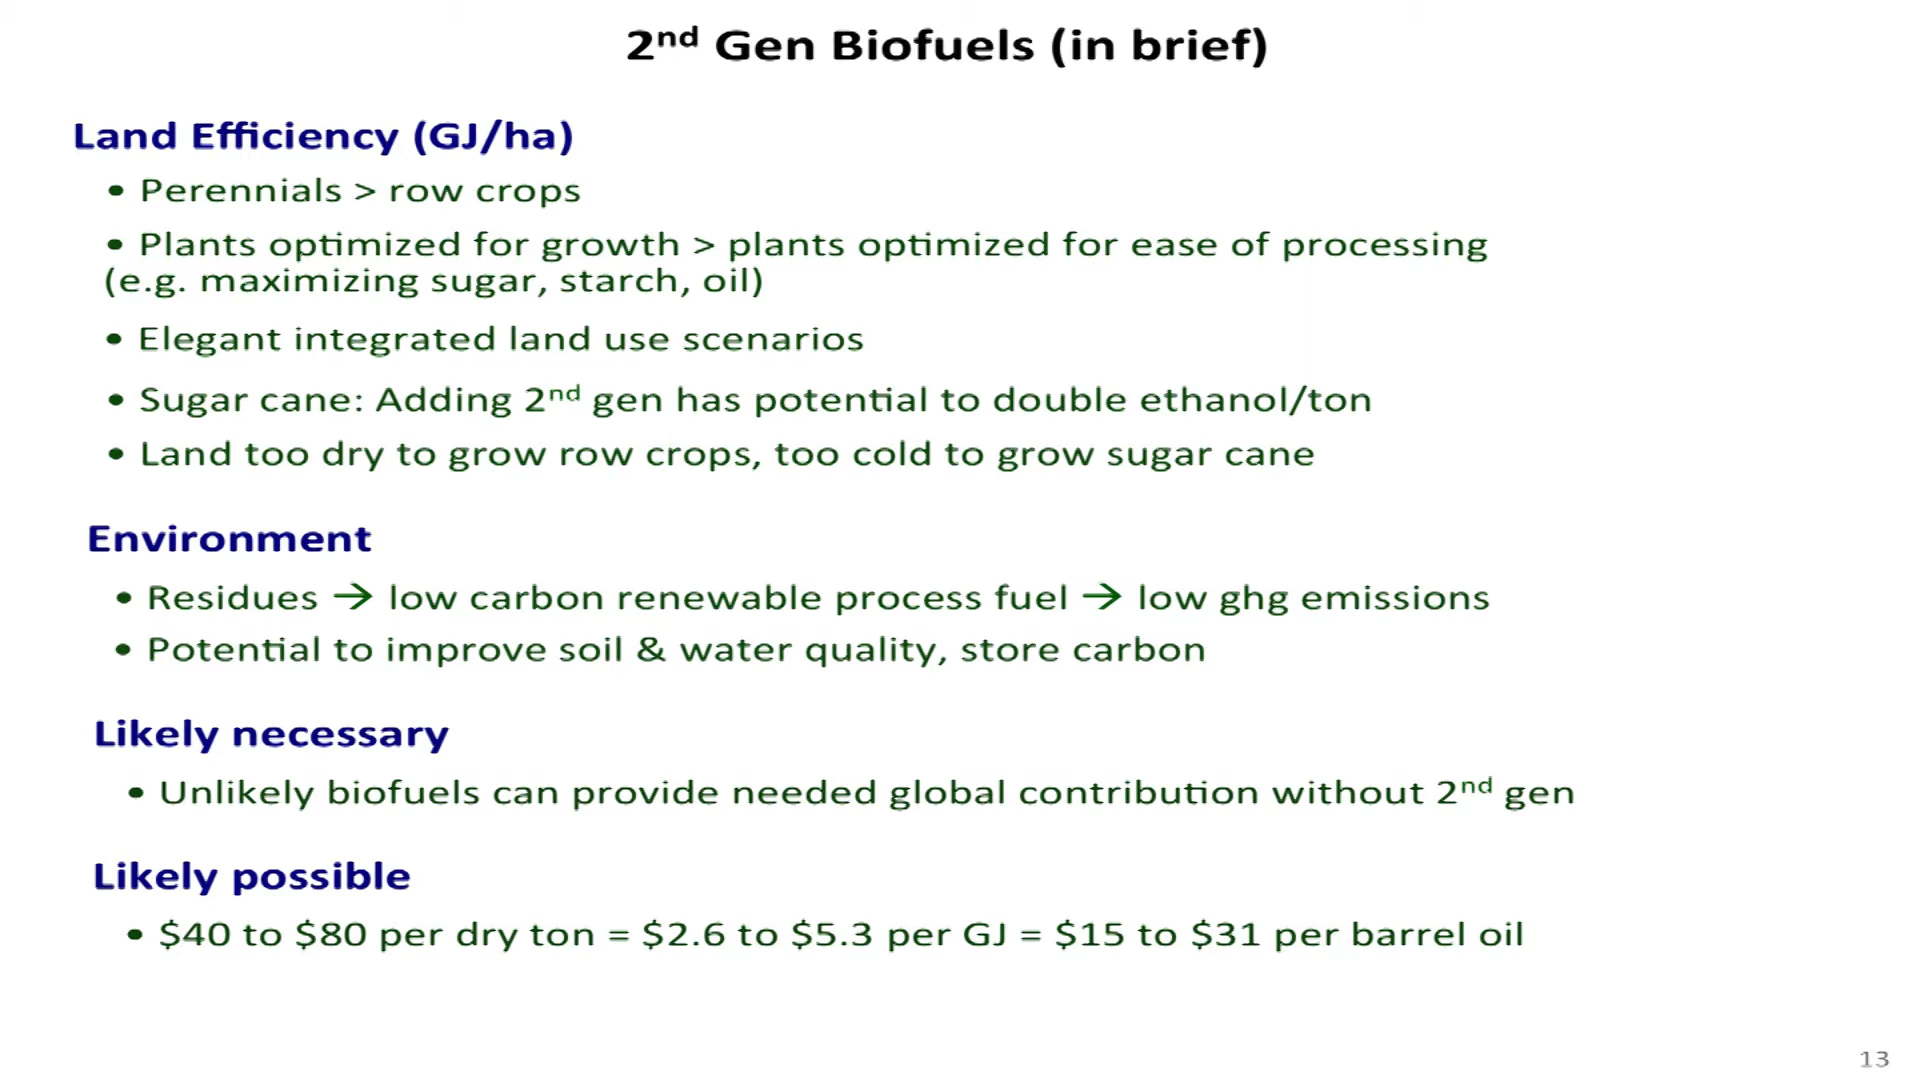 2nd Gen Biofuels (in brief)
Land Efficiency (GJ/ha)
• Perennials > row crops
• Plants optimized for growth > plants optimized for ease of processing
(e.g. maximizing sugar, starch, oil)
• Elegant integrated land use scenarios
• Sugar cane: Adding 2nd gen has potential to double ethanol/ton
• Land too dry to grow row crops, too cold to grow sugar cane
Environment
• Residues → low carbon renewable process fuel → low ghg emissions
• Potential to improve soil & water quality, store carbon
Likely necessary
• Unlikely biofuels can provide needed global contribution without 2nd gen
Likely possible
• $40 to $80 per dry ton = $2.6 to $5.3 per GJ = $15 to $31 per barrel oil
13